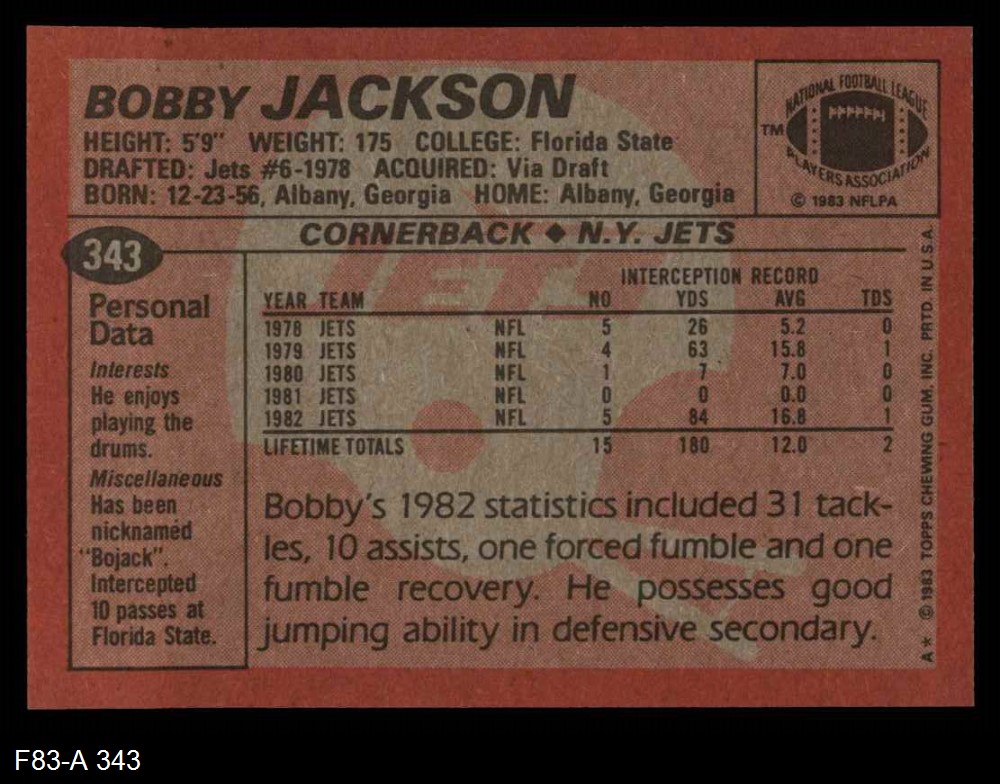 BOBBY JACKSON
HEIGHT: 5'9" WEIGHT: 175 COLLEGE: Florida State
DRAFTED: Jets #6-1978 ACQUIRED: Via Draft
BORN: 12-23-56, Albany, Georgia HOME: Albany, Georgia
NATIONAL FOOTBALL LEAGUE
TM
PLAYERS ASSOCIATION
© 1983 NFLPA
343
CORNERBACK ◆ N.Y. JETS
Personal
Data
Interests
He enjoys
playing the
drums.
Miscellaneous
Has been
nicknamed
"Bojack".
Intercepted
10 passes at
Florida State.
JETS
INTERCEPTION RECORD
YEAR TEAM NO YDS AVG TDS
1978 JETS NFL 5 26 5.2 0
1979 JETS NFL 4 63 15.8 1
1980 JETS NFL 1 7 7.0 0
1981 JETS NFL 0 0 0.0 0
1982 JETS NFL 5 84 16.8 1
LIFETIME TOTALS 15 180 12.0 2
Bobby's 1982 statistics included 31 tack-
les, 10 assists, one forced fumble and one
fumble recovery. He possesses good
jumping ability in defensive secondary.
A* © 1983 TOPPS CHEWING GUM, INC. PRTD. IN U.S.A.
F83-A 343